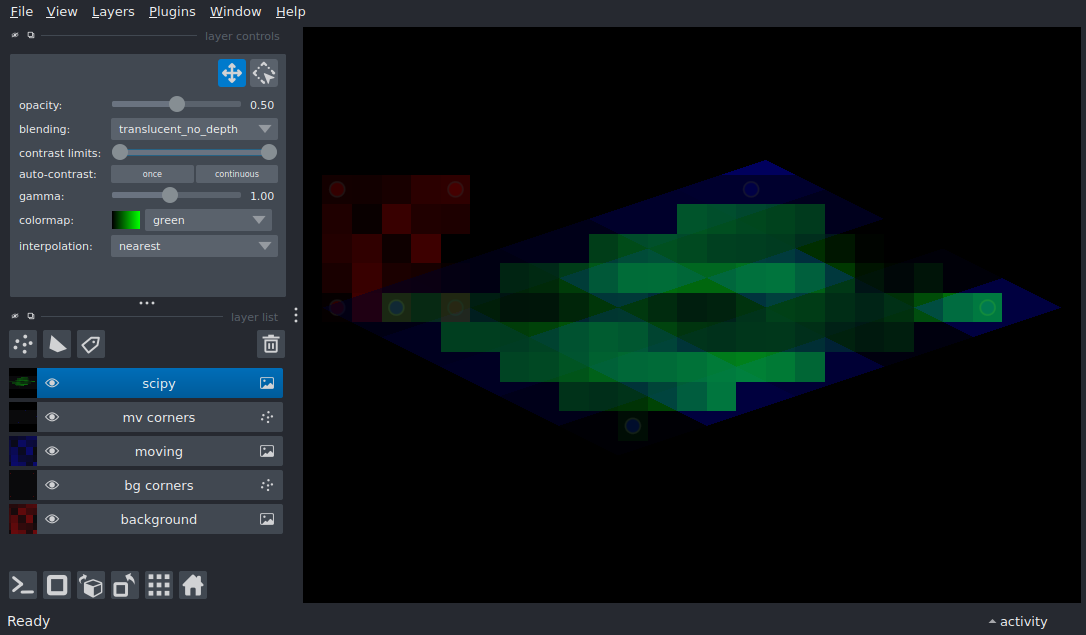 File View Layers Plugins Window Help
layer controls
opacity: 0.50
blending: translucent_no_depth
contrast limits:
auto-contrast: once continuous
gamma: 1.00
colormap: green
interpolation: nearest
layer list
scipy
mv corners
moving
bg corners
background
Ready activity